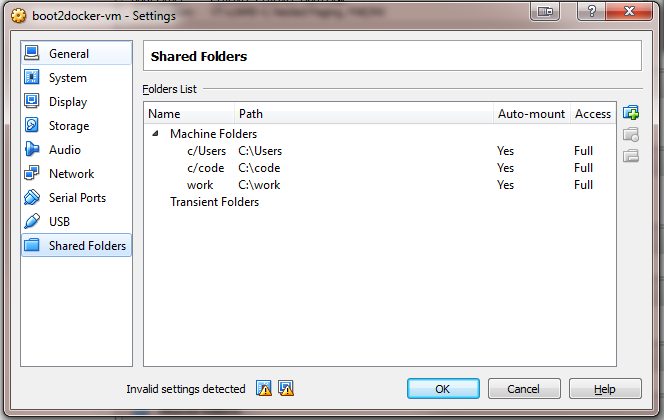 boot2docker-vm - Settings
General
System
Display
Storage
Audio
Network
Serial Ports
USB
Shared Folders
Shared Folders
Folders List
Name Path Auto-mount Access
Machine Folders
c/Users C:\Users Yes Full
c/code C:\code Yes Full
work C:\work Yes Full
Transient Folders
Invalid settings detected
OK Cancel Help